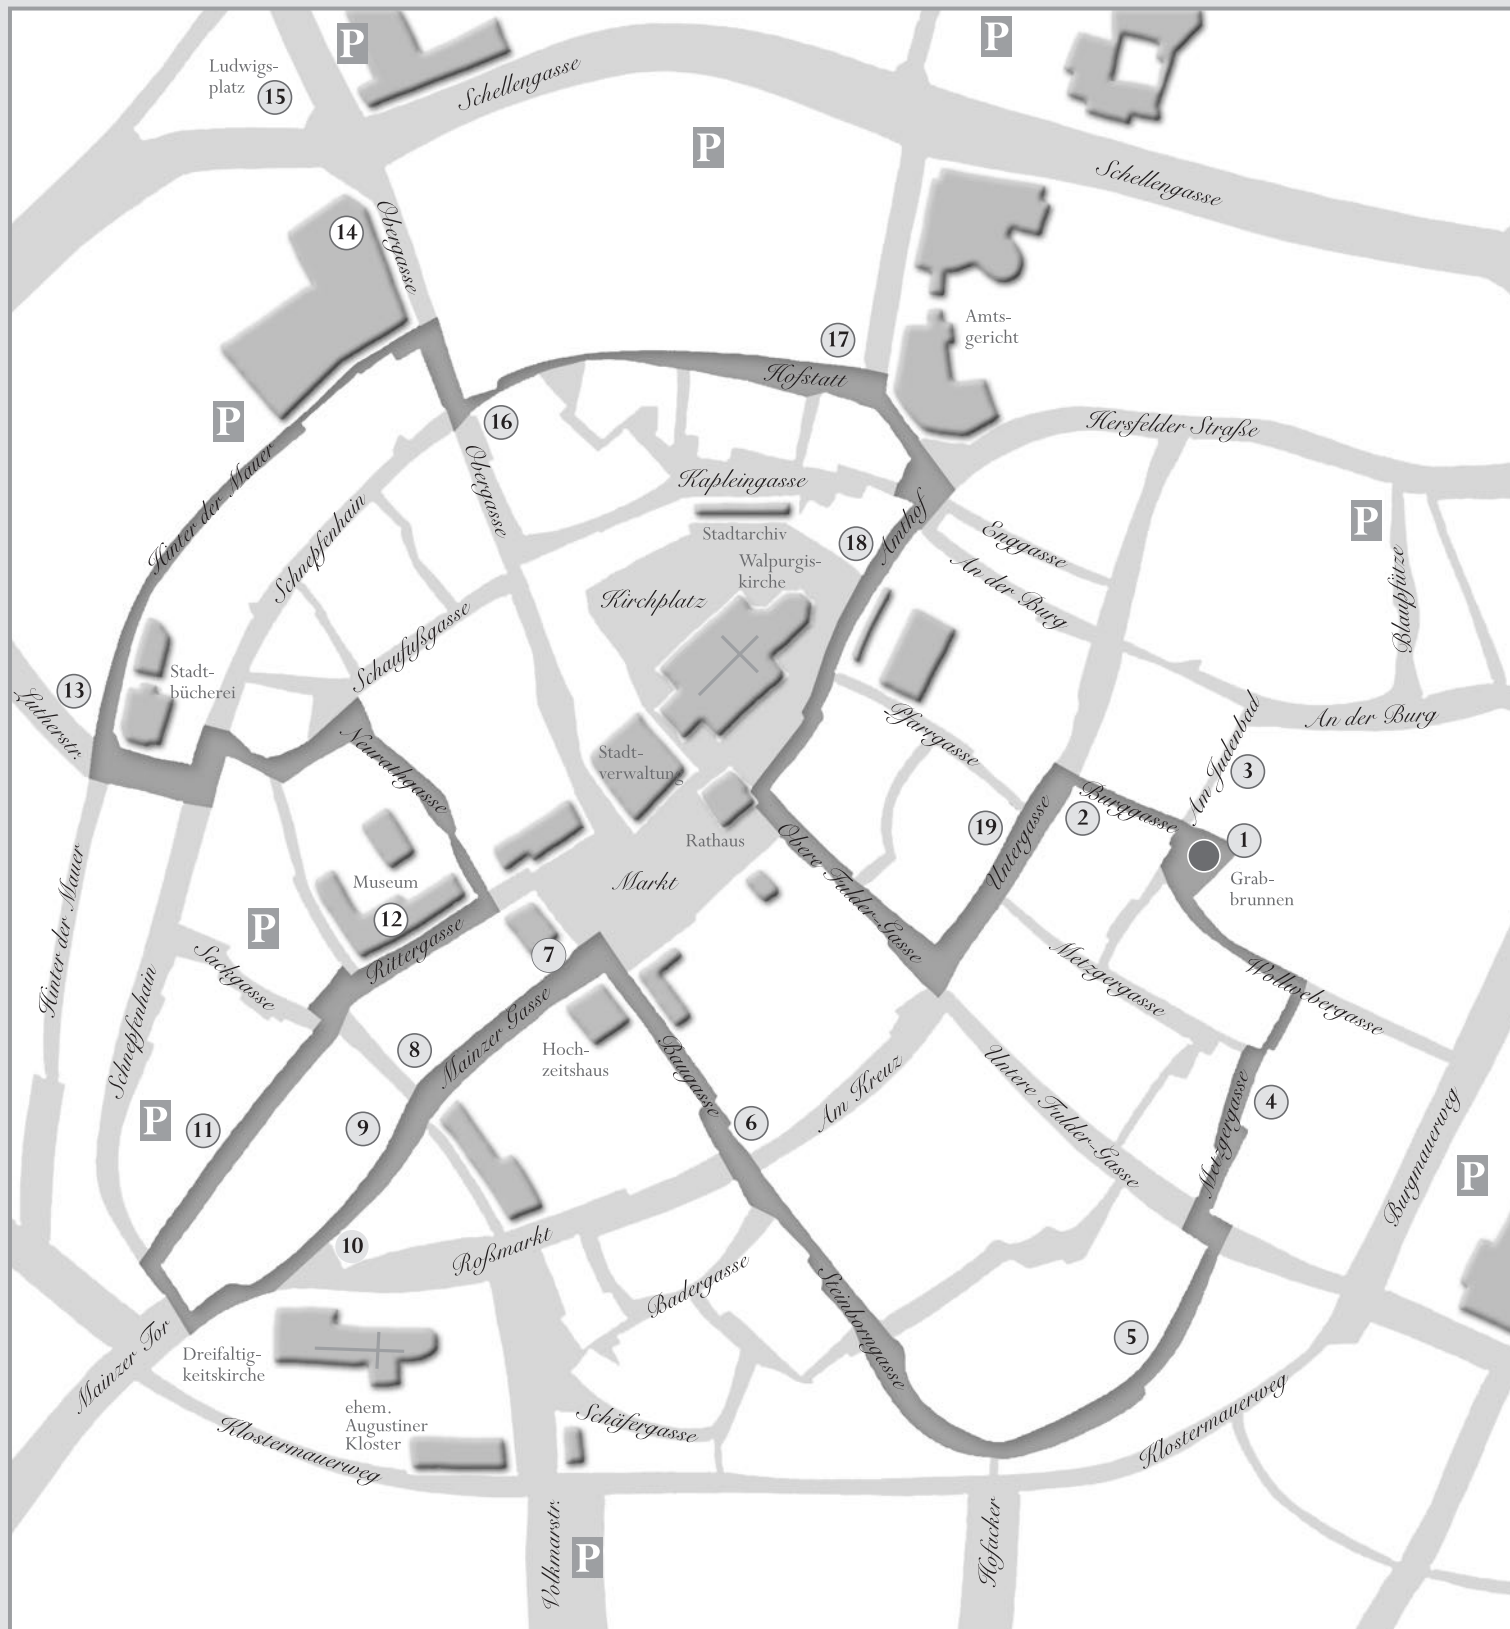 P
P
Ludwigs-
platz
15
Schellengasse
P
Schellengasse
14
Obergasse
Amts-
gericht
17
Hofstatt
P
16
Hersfelder Straße
Obergasse
Kapleingasse
Hinter der Mauer
Schnepfenhain
Stadtarchiv
18
Amthof
P
Enggasse
Walpurgis-
kirche
An der Burg
Kirchplatz
Blaupfütze
Schaufußgasse
Stadt-
bücherei
13
Lutherstr.
Neurathgasse
Pfarrgasse
Am Judenbad
An der Burg
Stadt-
verwaltung
3
Burggasse
2
19
Untergasse
1
Rathaus
Obere Fulder-Gasse
Grab-
brunnen
Markt
Museum
12
Hinter der Mauer
P
Rittergasse
7
Sackgasse
Metzgergasse
Wollwebergasse
Mainzer Gasse
Schnepfenhain
8
Hoch-
zeitshaus
Baugasse
Am Kreuz
Untere Fulder-Gasse
Metzgergasse
4
P
11
9
6
Burgmauerweg
P
10
Roßmarkt
Badergasse
Steinborngasse
5
Mainzer Tor
Dreifaltig-
keitskirche
ehem.
Augustiner
Kloster
Schäfergasse
Klostermauerweg
Klostermauerweg
Volkmarstr.
P
Hofacker